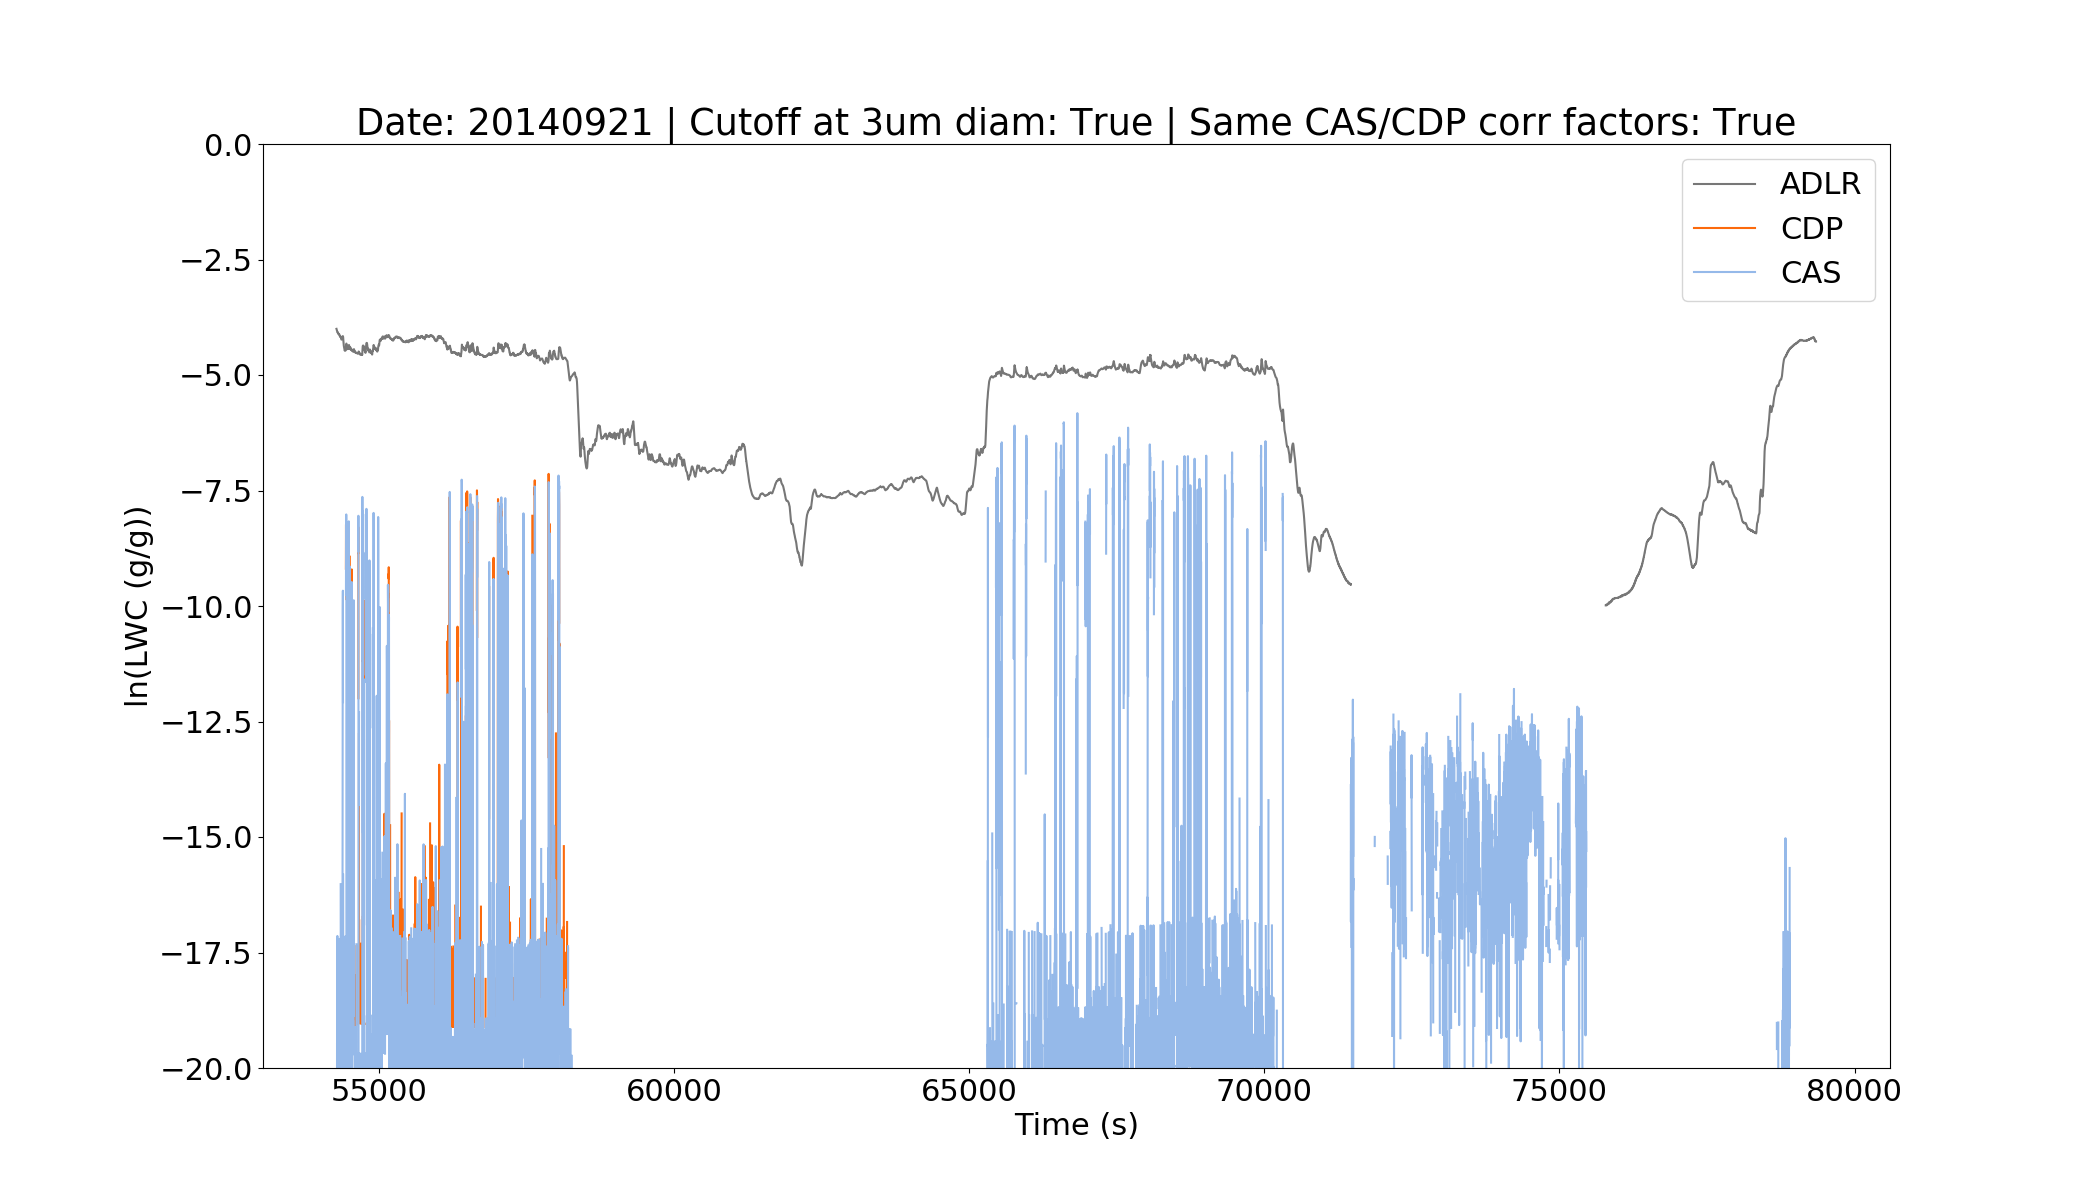 Date: 20140921 | Cutoff at 3um diam: True | Same CAS/CDP corr factors: True
0.0
−2.5
−5.0
−7.5
−10.0
−12.5
−15.0
−17.5
−20.0
ln(LWC (g/g))
ADLR
CDP
CAS
55000 60000 65000 70000 75000 80000
Time (s)